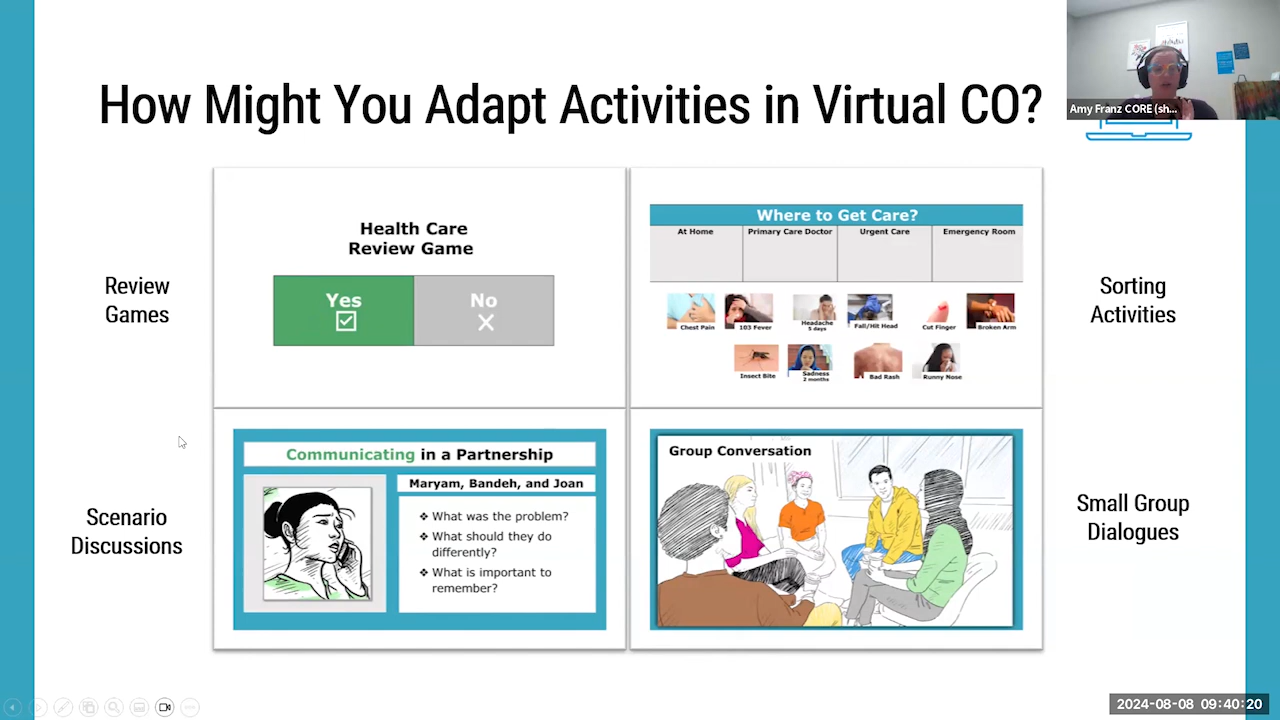 How Might You Adapt Activities in Virtual CO?
Amy Franz CORE (sh...
Review
Games
Health Care
Review Game
Yes
No
Where to Get Care?
At Home
Primary Care Doctor
Urgent Care
Emergency Room
Chest Pain
103 Fever
Headache
5 days
Fall/Hit Head
Cut Finger
Broken Arm
Insect Bite
Sadness
2 months
Bad Rash
Runny Nose
Sorting
Activities
Scenario
Discussions
Communicating in a Partnership
Maryam, Bandeh, and Joan
❖ What was the problem?
❖ What should they do
differently?
❖ What is important to
remember?
Group Conversation
Small Group
Dialogues
2024-08-08 09:40:20